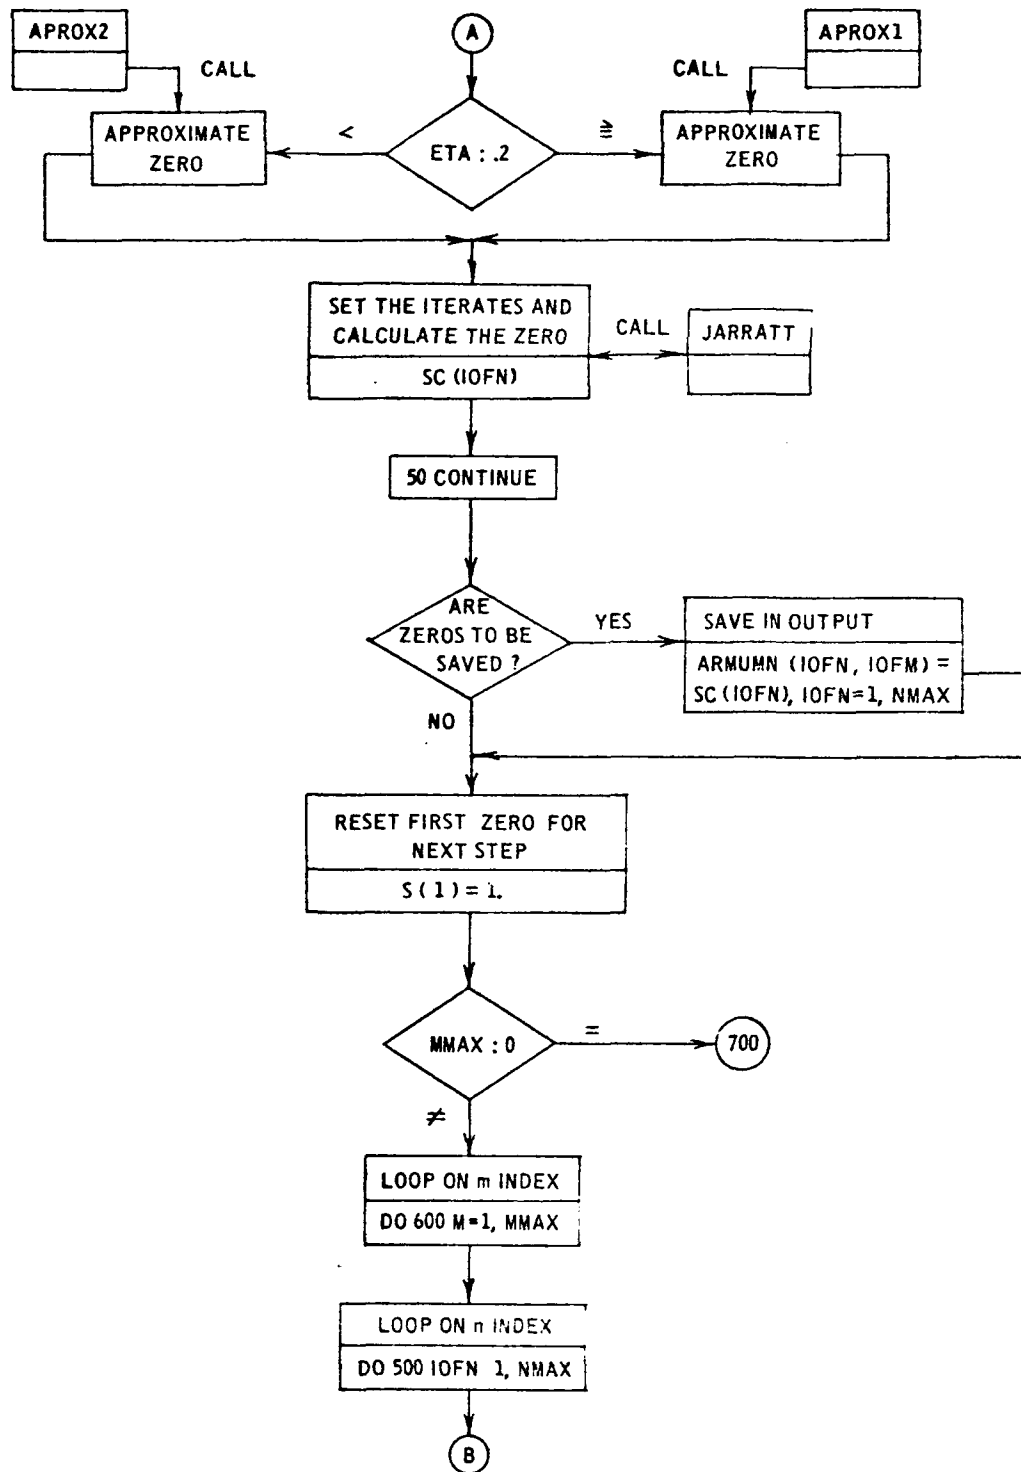 APROX2
A
APROX1
CALL
CALL
APPROXIMATE
ZERO
<
ETA : .2
≧
APPROXIMATE
ZERO
SET THE ITERATES AND
CALCULATE THE ZERO
SC (IOFN)
CALL
JARRATT
50 CONTINUE
ARE
ZEROS TO BE
SAVED ?
YES
SAVE IN OUTPUT
ARMUMN (IOFN, IOFM) =
SC (IOFN), IOFN=1, NMAX
NO
RESET FIRST ZERO FOR
NEXT STEP
S(1) = 1.
MMAX : 0
=
700
≠
LOOP ON m INDEX
DO 600 M=1, MMAX
LOOP ON n INDEX
DO 500 IOFN 1, NMAX
B